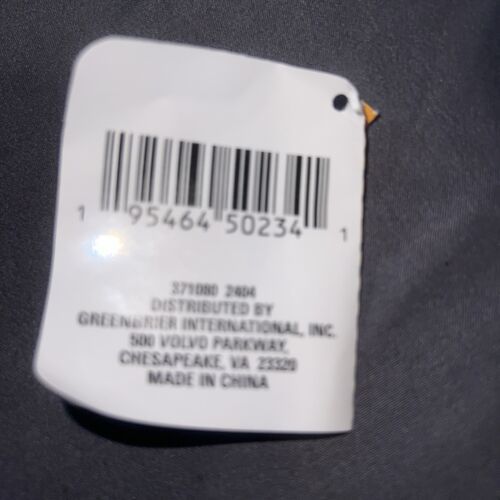 1 95464 50234 1
371080 2404
DISTRIBUTED BY
GREENBRIER INTERNATIONAL, INC.
500 VOLVO PARKWAY,
CHESAPEAKE, VA 23320
MADE IN CHINA